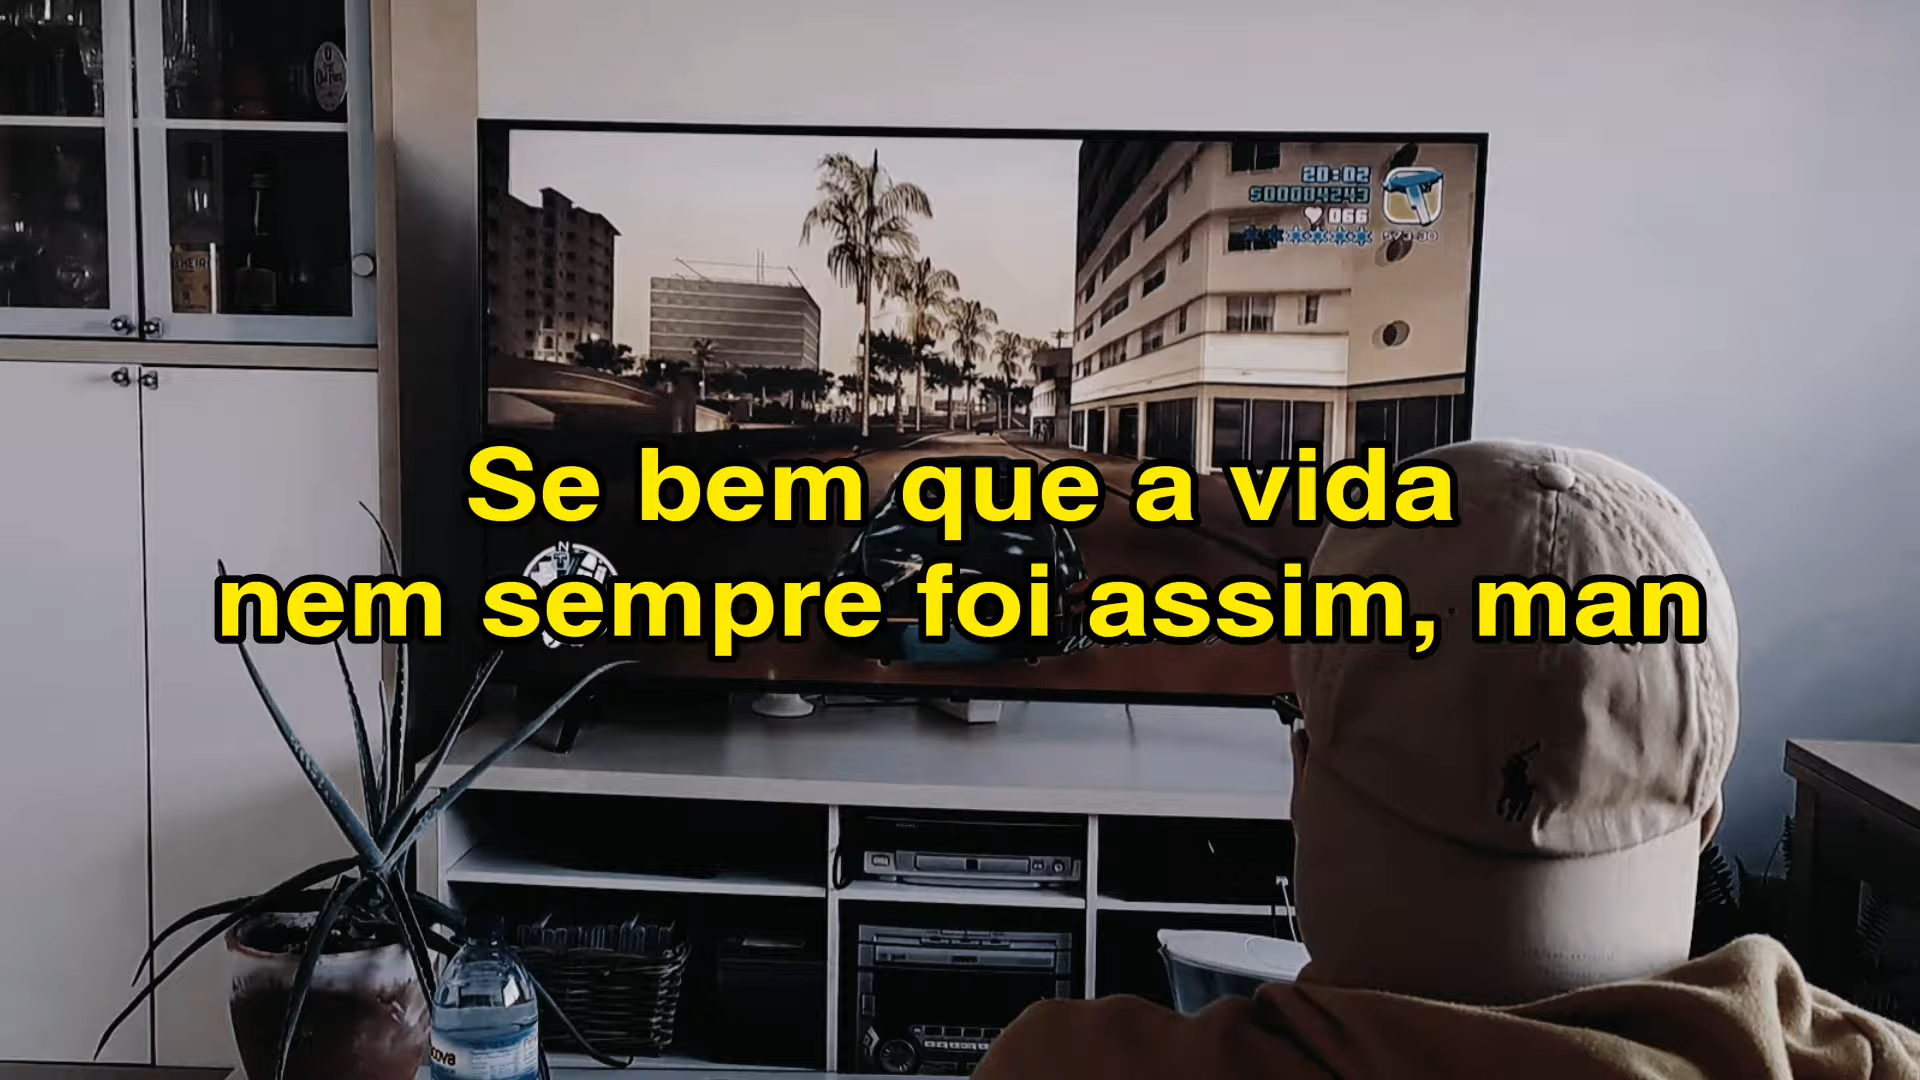 20:02
$00004243
066
N
Se bem que a vida
nem sempre foi assim, man